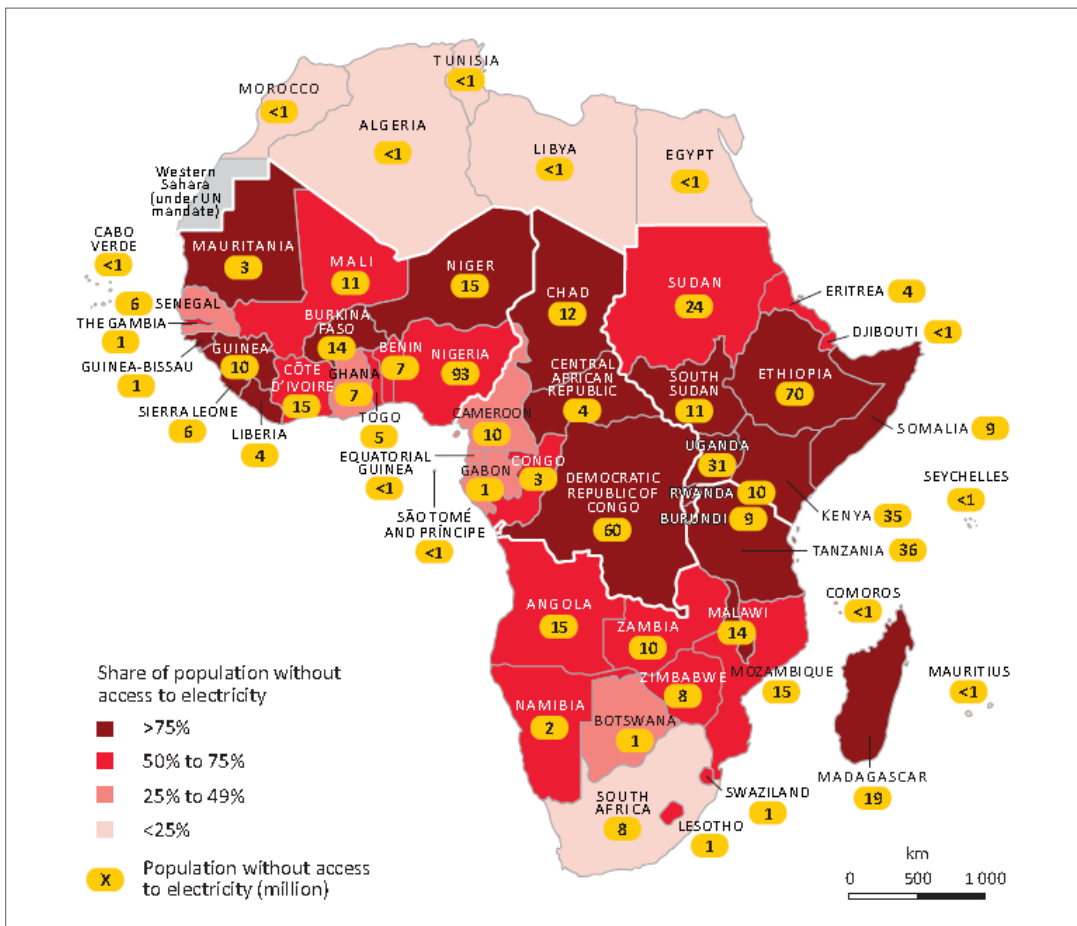 TUNISIA
<1
MOROCCO
<1
ALGERIA
<1
LIBYA
<1
EGYPT
<1
Western
Sahara
(under UN
mandate)
CABO
VERDE
<1
MAURITANIA
3
MALI
11
NIGER
15
CHAD
12
SUDAN
24
ERITREA 4
DJIBOUTI <1
6 SENEGAL
THE GAMBIA
1
GUINEA-BISSAU
1
GUINEA
10
SIERRA LEONE
6
LIBERIA
4
CÔTE
D'IVOIRE
15
BURKINA
FASO
14
GHANA
7
TOGO
5
BENIN
7
NIGERIA
93
CAMEROON
10
CENTRAL
AFRICAN
REPUBLIC
4
SOUTH
SUDAN
11
ETHIOPIA
70
SOMALIA 9
EQUATORIAL
GUINEA
<1
GABON
1
CONGO
3
SÃO TOMÉ
AND PRÍNCIPE
<1
DEMOCRATIC
REPUBLIC OF
CONGO
60
UGANDA
31
RWANDA 10
BURUNDI 9
KENYA 35
TANZANIA 36
SEYCHELLES
<1
COMOROS
<1
ANGOLA
15
ZAMBIA
10
MALAWI
14
MOZAMBIQUE
15
ZIMBABWE
8
MAURITIUS
<1
NAMIBIA
2
BOTSWANA
1
MADAGASCAR
19
SOUTH
AFRICA
8
SWAZILAND
1
LESOTHO
1
Share of population without
access to electricity
>75%
50% to 75%
25% to 49%
<25%
X Population without access
to electricity (million)
km
0 500 1 000